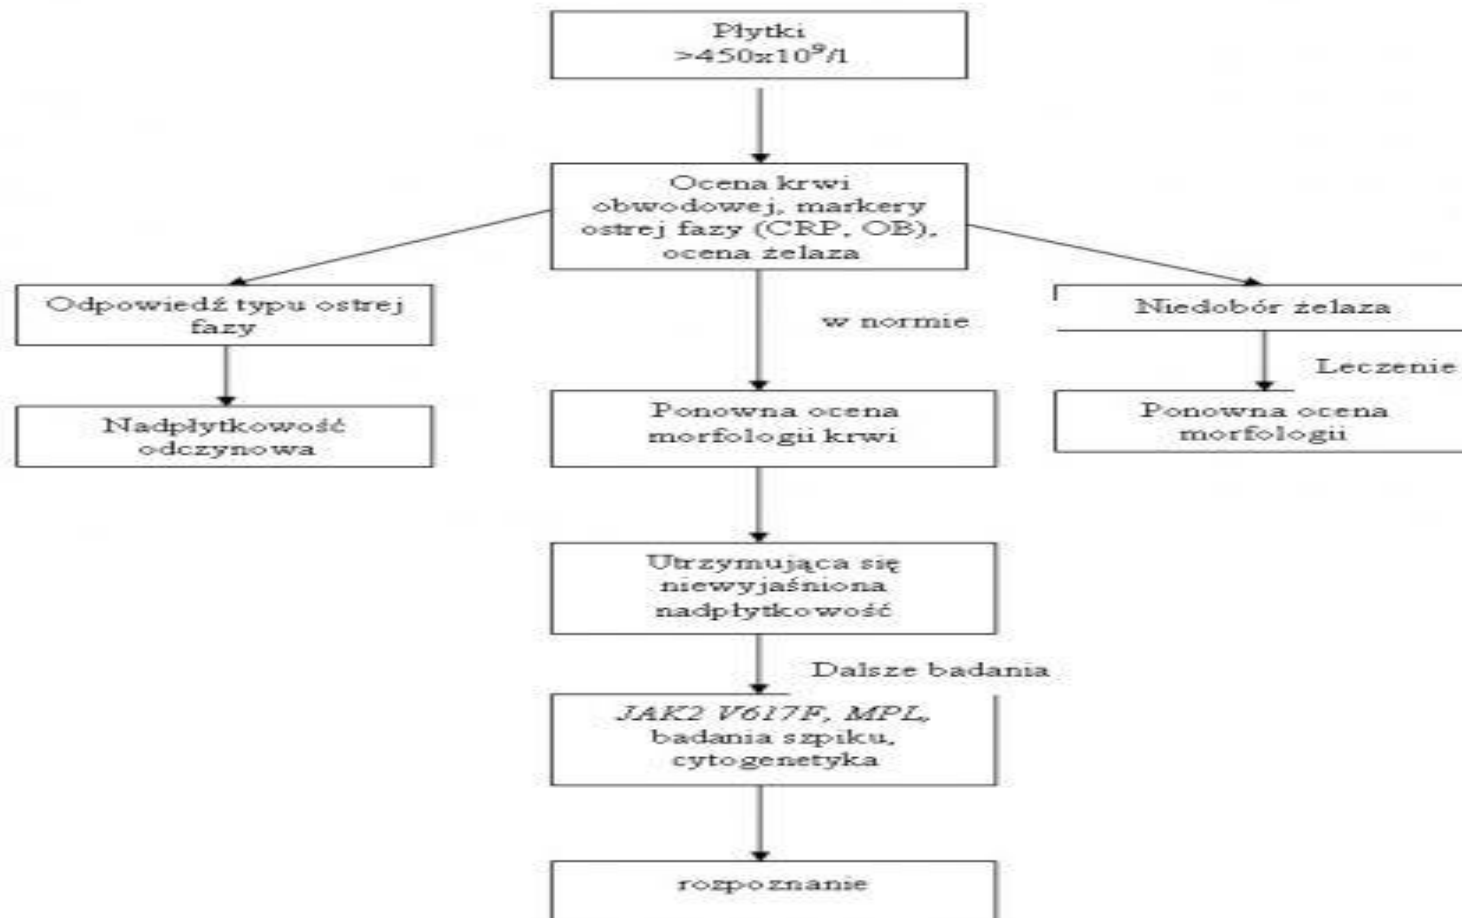 Płytki
>450x10⁹/l
Ocena krwi
obwodowej, markery
ostrej fazy (CRP, OB),
ocena żelaza
Odpowiedź typu ostrej
fazy
w normie
Niedobór żelaza
Leczenie
Nadpłytkowość
odczynowa
Ponowna ocena
morfologii krwi
Ponowna ocena
morfologii
Utrzymująca się
niewyjaśniona
nadpłytkowość
Dalsze badania
JAK2 V617F, MPL,
badania szpiku,
cytogenetyka
rozpoznanie